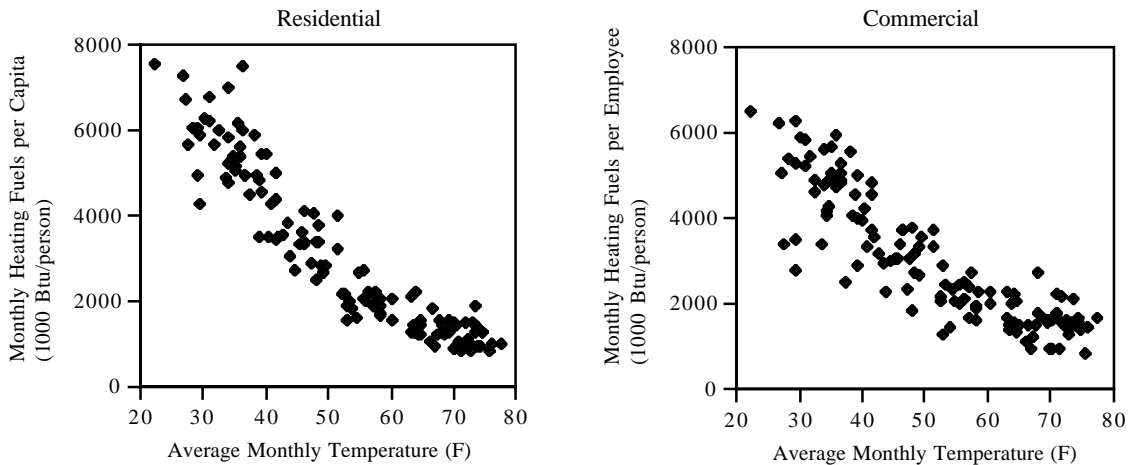 Residential
Monthly Heating Fuels per Capita
(1000 Btu/person)
8000
6000
4000
2000
0
20 30 40 50 60 70 80
Average Monthly Temperature (F)
Commercial
Monthly Heating Fuels per Employee
(1000 Btu/person)
8000
6000
4000
2000
0
20 30 40 50 60 70 80
Average Monthly Temperature (F)